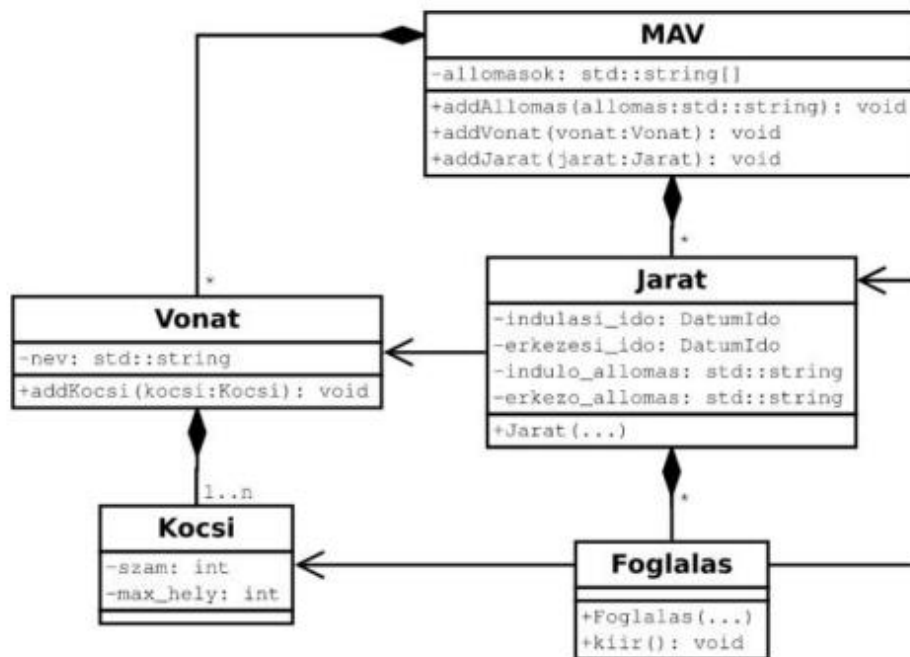 MAV
-allomasok: std::string[]
+addAllomas(allomas:std::string): void
+addVonat(vonat:Vonat): void
+addJarat(jarat:Jarat): void
*
*
Jarat
-indulasi_ido: DatumIdo
-erkezesi_ido: DatumIdo
-indulo_allomas: std::string
-erkezo_allomas: std::string
+Jarat(...)
Vonat
-nev: std::string
+addKocsi(kocsi:Kocsi): void
1..n
*
Kocsi
-szam: int
-max_hely: int
Foglalas
+Foglalas(...)
+kiir(): void